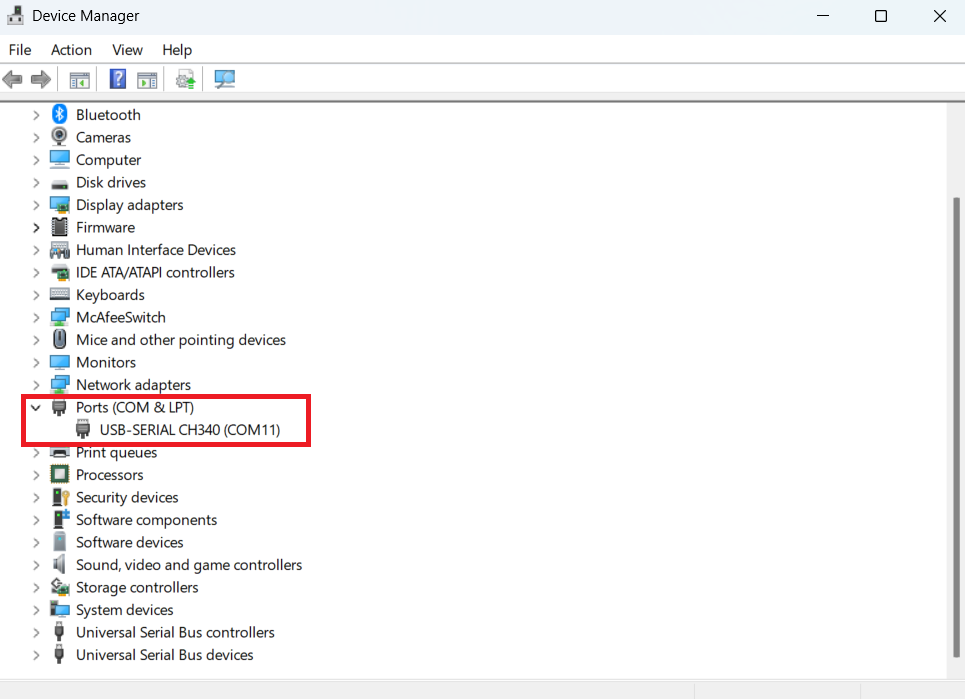 Device Manager
File Action View Help
Bluetooth
Cameras
Computer
Disk drives
Display adapters
Firmware
Human Interface Devices
IDE ATA/ATAPI controllers
Keyboards
McAfeeSwitch
Mice and other pointing devices
Monitors
Network adapters
Ports (COM & LPT)
USB-SERIAL CH340 (COM11)
Print queues
Processors
Security devices
Software components
Software devices
Sound, video and game controllers
Storage controllers
System devices
Universal Serial Bus controllers
Universal Serial Bus devices